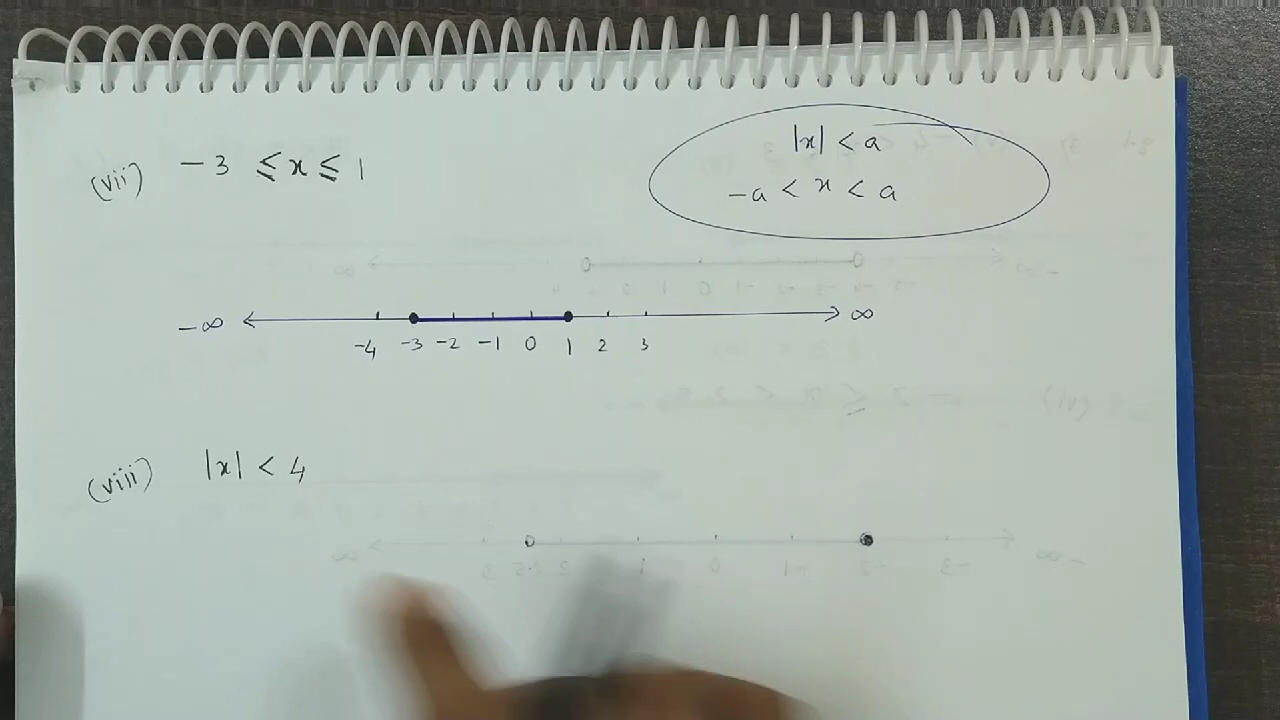 (vii) -3 ≤ x ≤ 1
|x| < a
-a < x < a
-∞ ∞
-4 -3 -2 -1 0 1 2 3
(viii) |x| < 4